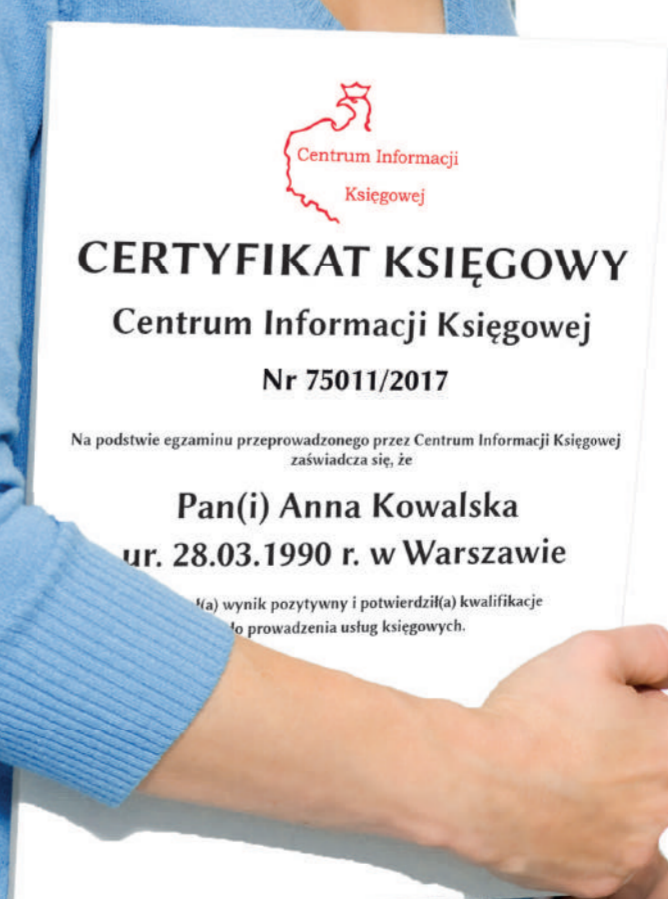 Centrum Informacji
Księgowej
CERTYFIKAT KSIĘGOWY
Centrum Informacji Księgowej
Nr 75011/2017
Na podstwie egzaminu przeprowadzonego przez Centrum Informacji Księgowej
zaświadcza się, że
Pan(i) Anna Kowalska
ur. 28.03.1990 r. w Warszawie
wynik pozytywny i potwierdził(a) kwalifikacje
prowadzenia usług księgowych.